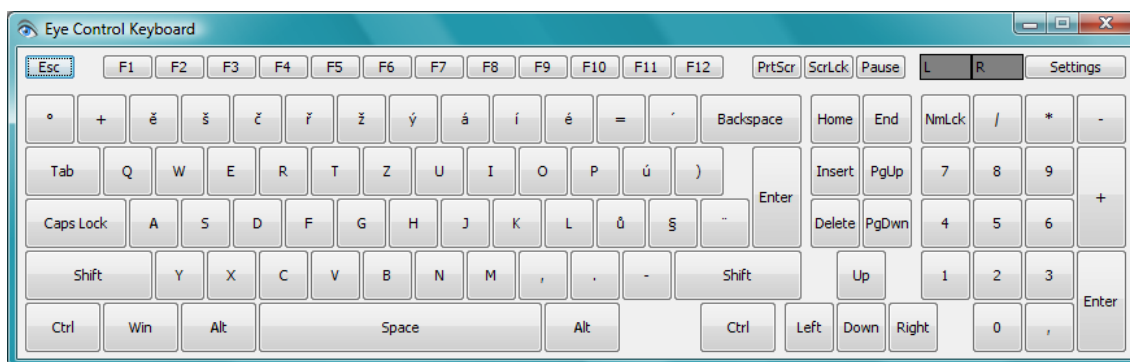 Eye Control Keyboard
Esc F1 F2 F3 F4 F5 F6 F7 F8 F9 F10 F11 F12 PrtScr ScrLck Pause L R Settings
° + ě š č ř ž ý á í é = ´ Backspace Home End NmLck / * -
Tab Q W E R T Z U I O P ú ) Enter Insert PgUp 7 8 9 +
Caps Lock A S D F G H J K L ů § ¨ Delete PgDwn 4 5 6
Shift Y X C V B N M , . - Shift Up 1 2 3 Enter
Ctrl Win Alt Space Alt Ctrl Left Down Right 0 ,